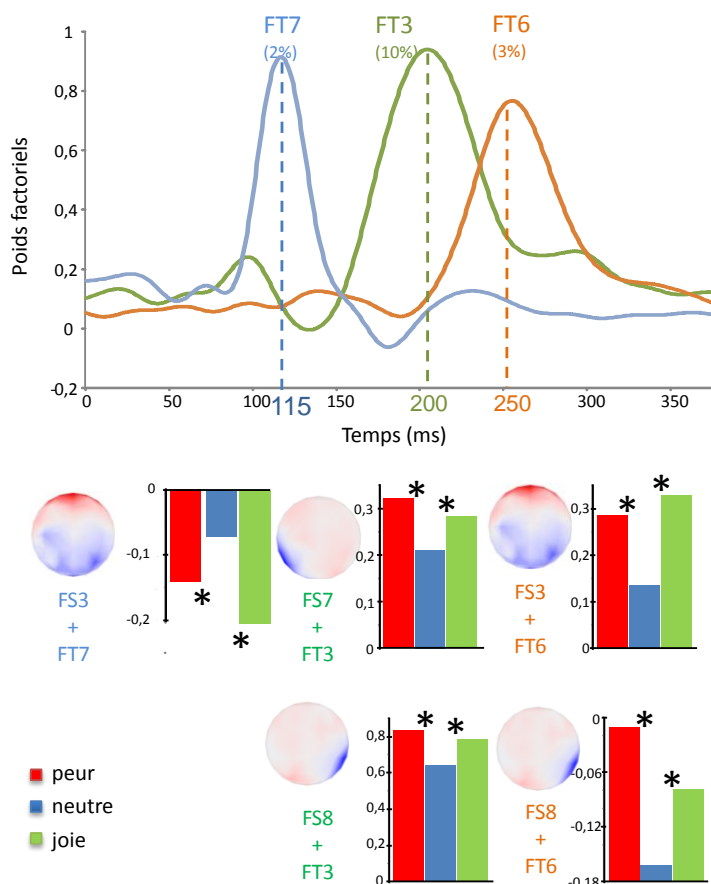 FT7 FT3 FT6
(2%) (10%) (3%)
Poids factoriels
1
0,8
0,6
0,4
0,2
0
-0,2
0 50 100 115 150 200 250 300 350
Temps (ms)
0
-0,1
-0,2
*
*
FS3
+
FT7
0,3
0,2
0,1
0
* *
FS7
+
FT3
0,3
0,3
0,1
0
* *
FS3
+
FT6
peur
neutre
joie
0.8
0,6
0,4
0,2
0
* *
FS8
+
FT3
0
-0,06
-0,12
-0.18
*
*
FS8
+
FT6